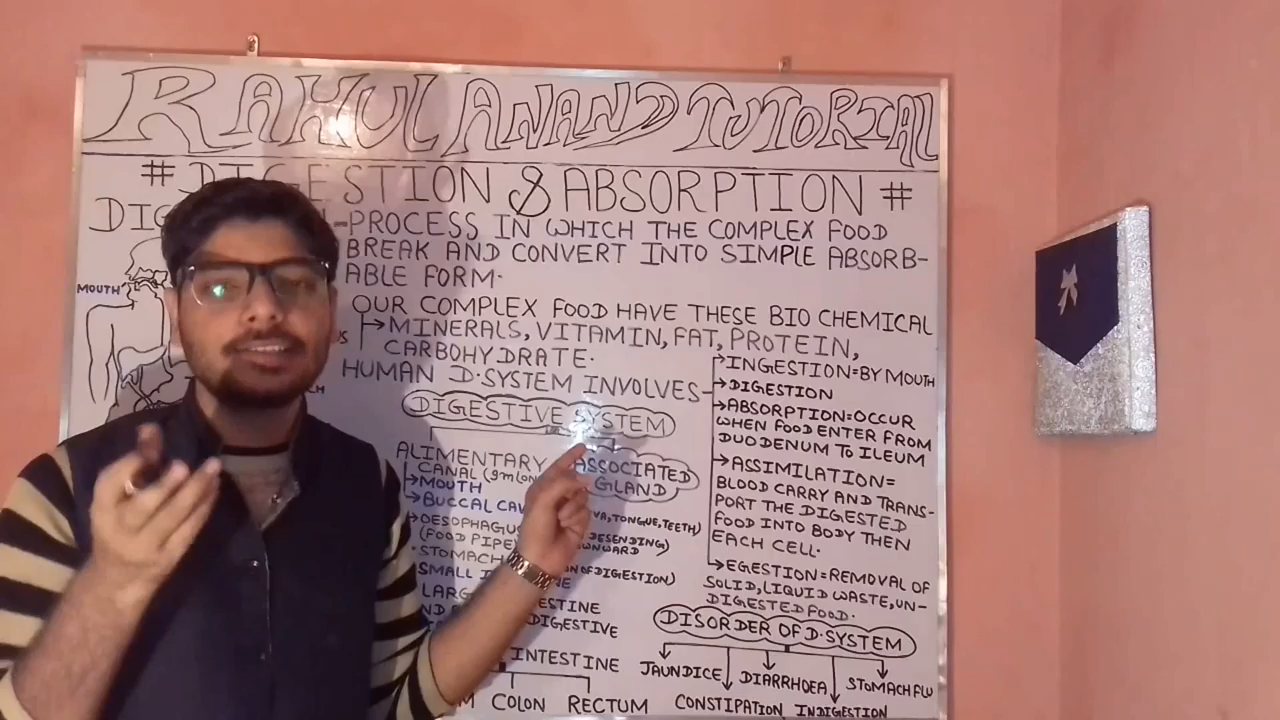 RAHUL ANAND TUTORIAL
# DIGESTION & ABSORPTION #
-PROCESS IN WHICH THE COMPLEX FOOD
BREAK AND CONVERT INTO SIMPLE ABSORB-
ABLE FORM.
MOUTH
OUR COMPLEX FOOD HAVE THESE BIO CHEMICAL
→MINERALS, VITAMIN, FAT, PROTEIN,
CARBOHYDRATE.
HUMAN D.SYSTEM INVOLVES-
→INGESTION=BY MOUTH
→DIGESTION
→ABSORPTION=OCCUR
WHEN FOOD ENTER FROM
DUODENUM TO ILEUM
→ASSIMILATION=
BLOOD CARRY AND TRANS-
PORT THE DIGESTED
FOOD INTO BODY THEN
EACH CELL.
→EGESTION=REMOVAL OF
SOLID, LIQUID WASTE, UN-
DIGESTED FOOD.
DIGESTIVE SYSTEM
ALIMENTARY
CANAL
→MOUTH
→BUCCAL
TONGUE, TEETH)
→OESOPHAGUS
(FOOD PIPE)
DESENDING)
STOMACH
OF DIGESTION)
SMALL
DIGESTIVE
ASSOCIATED
GLAND
INTESTINE
COLON RECTUM
DISORDER OF D.SYSTEM
JAUNDICE
DIARRHOEA
STOMACH FLU
CONSTIPATION
INDIGESTION